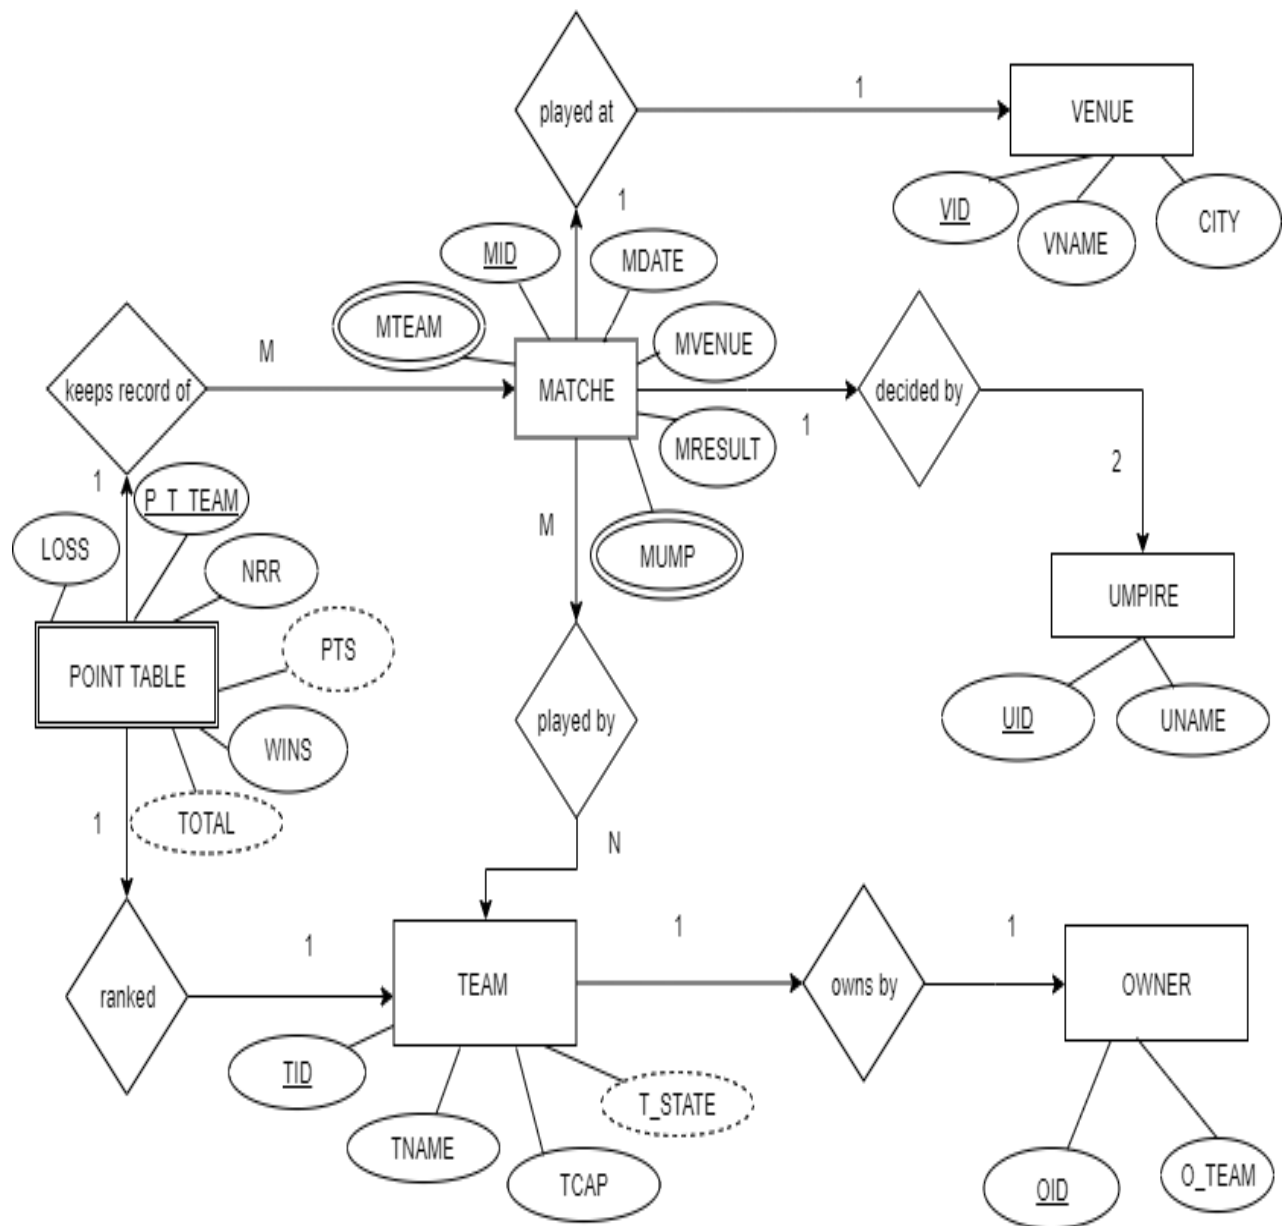 played at
1
VENUE
VID
VNAME
CITY
1
MID
MDATE
MTEAM
MVENUE
MATCHE
MRESULT
MUMP
M
keeps record of
1
decided by
2
1
P_T_TEAM
LOSS
NRR
PTS
POINT TABLE
WINS
TOTAL
M
UMPIRE
UID
UNAME
played by
N
1
ranked
1
TEAM
TID
TNAME
TCAP
T_STATE
1
owns by
1
OWNER
OID
O_TEAM